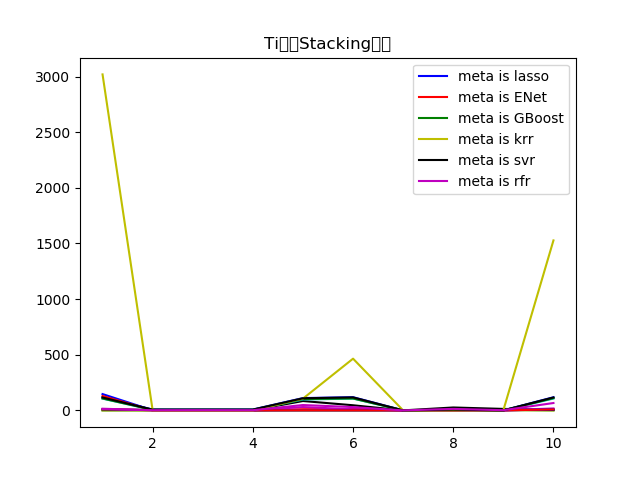 Ti Stacking
meta is lasso
meta is ENet
meta is GBoost
meta is krr
meta is svr
meta is rfr
3000
2500
2000
1500
1000
500
0
2 4 6 8 10